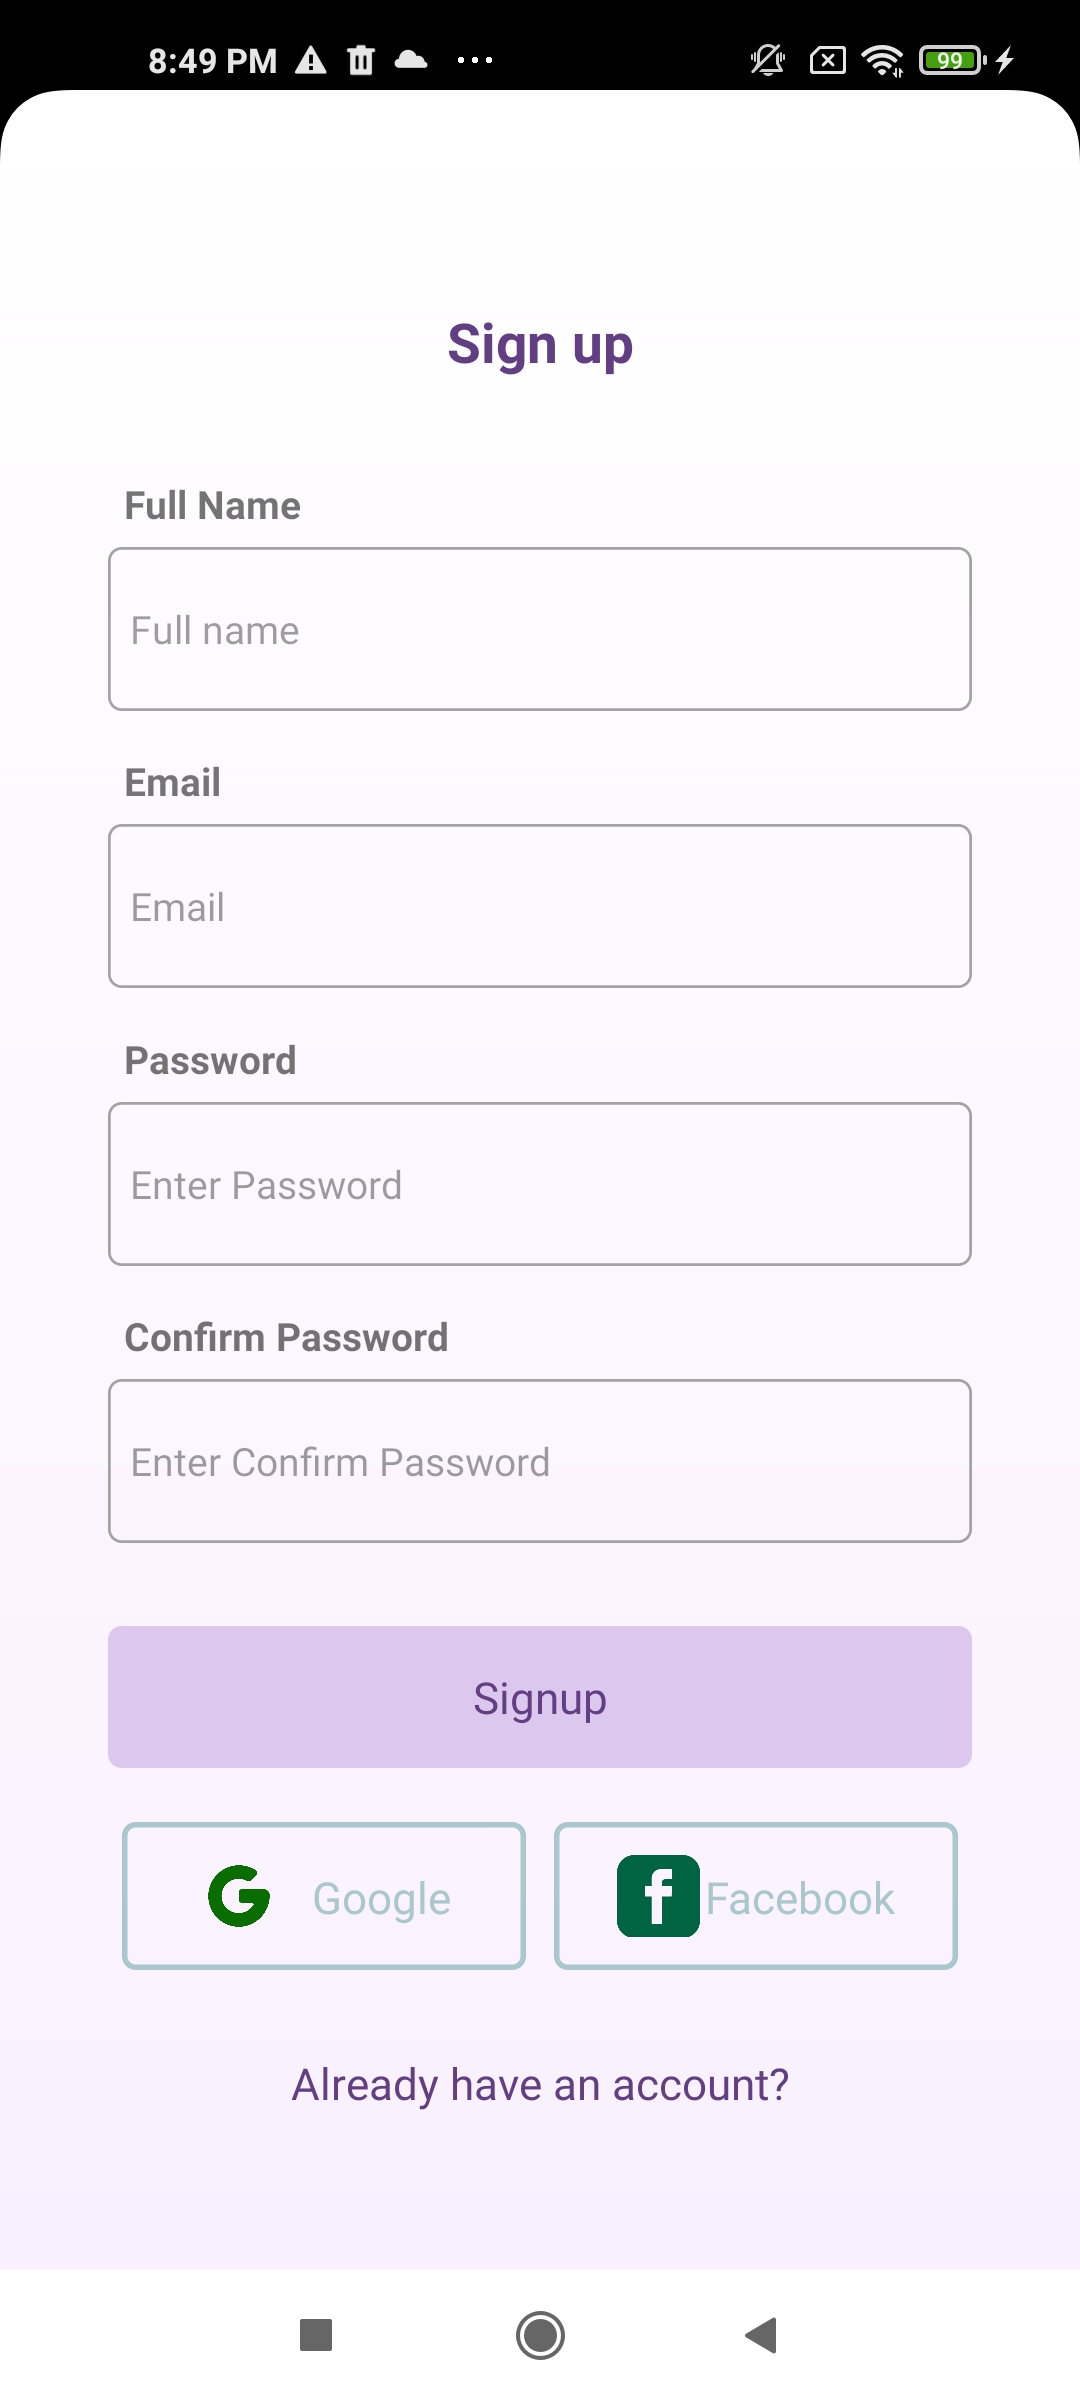 8:49 PM
99
Sign up
Full Name
Full name
Email
Email
Password
Enter Password
Confirm Password
Enter Confirm Password
Signup
Google
Facebook
Already have an account?